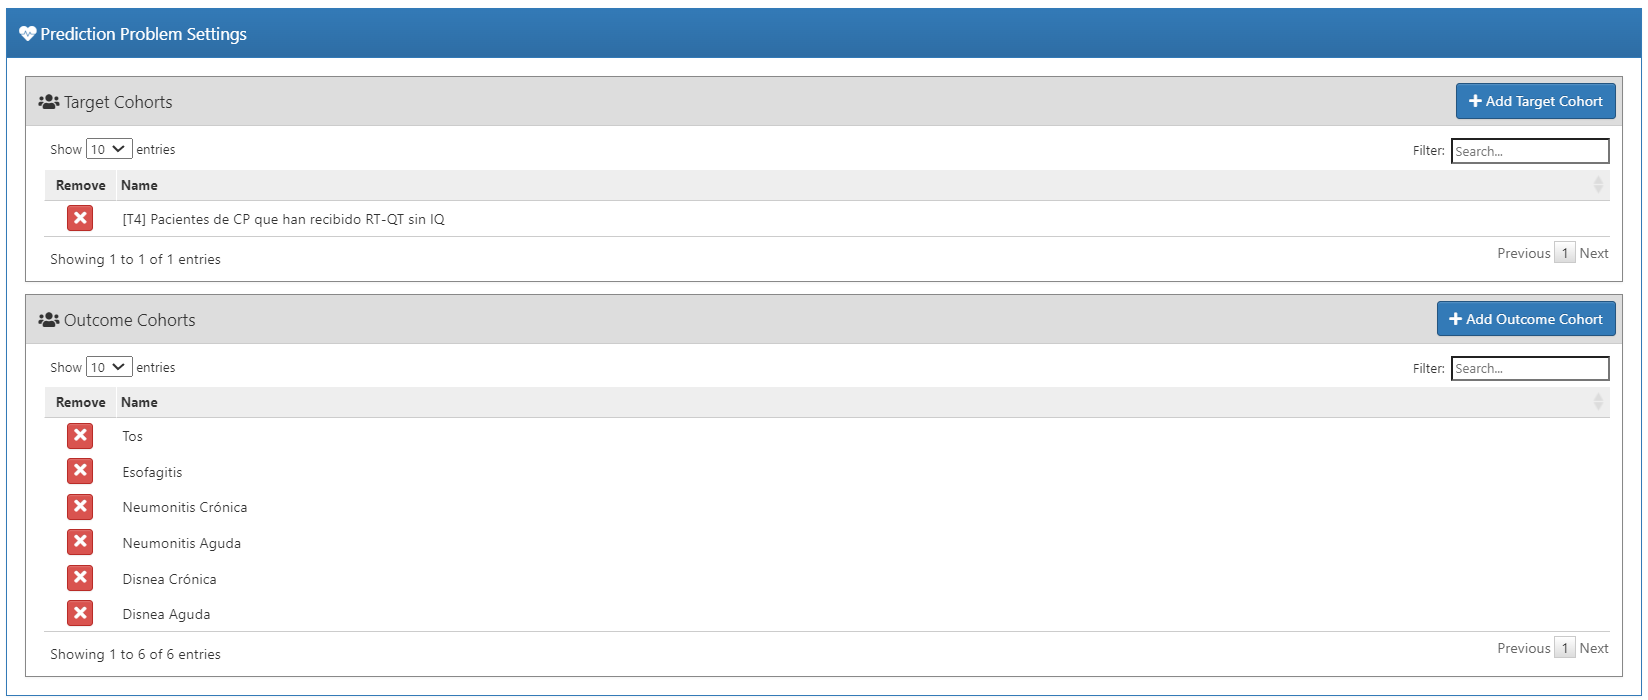 Prediction Problem Settings
Target Cohorts
Add Target Cohort
Show 10 entries
Filter: Search...
Remove Name
[T4] Pacientes de CP que han recibido RT-QT sin IQ
Showing 1 to 1 of 1 entries
Previous 1 Next
Outcome Cohorts
Add Outcome Cohort
Show 10 entries
Filter: Search...
Remove Name
Tos
Esofagitis
Neumonitis Crónica
Neumonitis Aguda
Disnea Crónica
Disnea Aguda
Showing 1 to 6 of 6 entries
Previous 1 Next